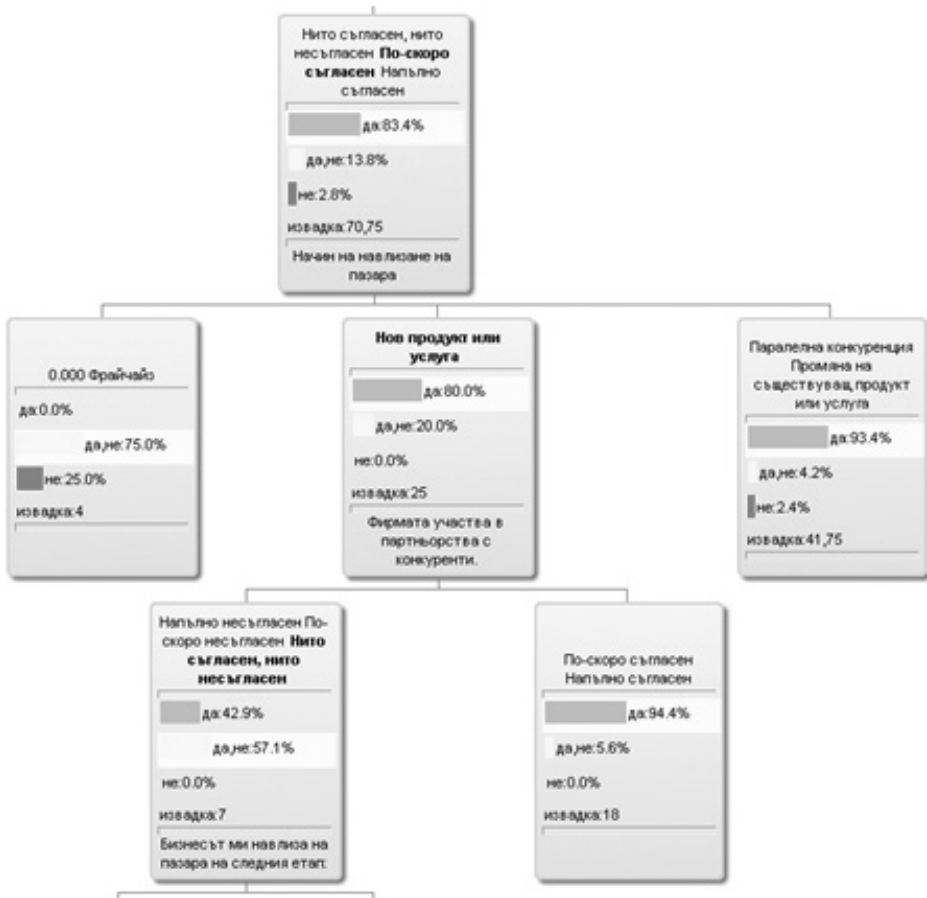 Нито съгласен, нито
несъгласен По-скоро
съгласен Напълно
съгласен
да:83.4%
да,не:13.8%
не:2.8%
извадка:70,75
Начин на навлизане на
пазара
0.000 Фрайчайз
да:0.0%
да,не:75.0%
не:25.0%
извадка:4
Нов продукт или
услуга
да:80.0%
да,не:20.0%
не:0.0%
извадка:25
Фирмата участва в
партньорства с
конкуренти.
Паралелна конкуренция
Промяна на
съществуващ продукт
или услуга
да:93.4%
да,не:4.2%
не:2.4%
извадка:41,75
Напълно несъгласен По-
скоро несъгласен Нито
съгласен, нито
несъгласен
да:42.9%
да,не:57.1%
не:0.0%
извадка:7
Бизнесът ми навлиза на
пазара на следния етап:
По-скоро съгласен
Напълно съгласен
да:94.4%
да,не:5.6%
не:0.0%
извадка:18